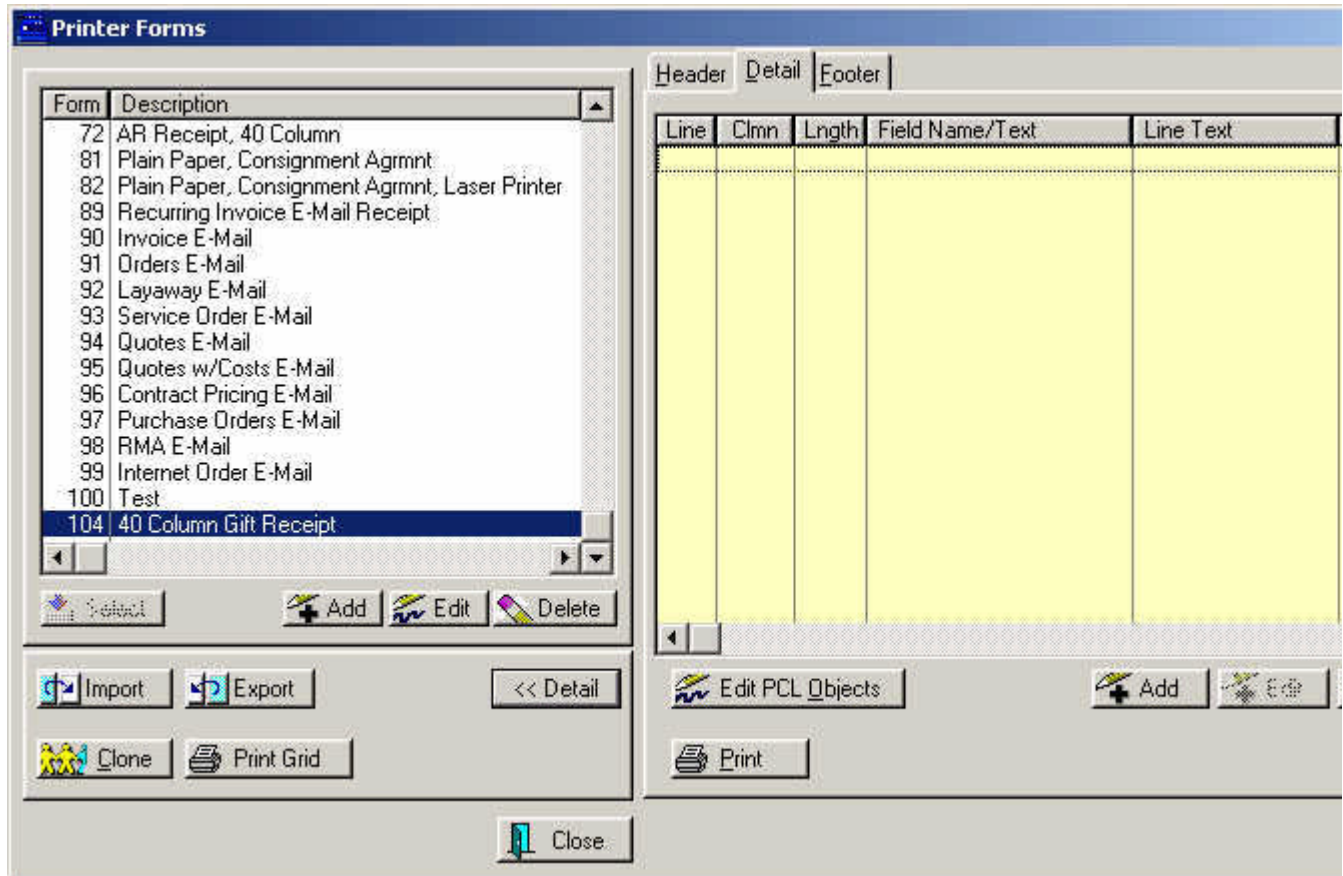 Printer Forms
Form Description
72 AR Receipt, 40 Column
81 Plain Paper, Consignment Agrmnt
82 Plain Paper, Consignment Agrmnt, Laser Printer
89 Recurring Invoice E-Mail Receipt
90 Invoice E-Mail
91 Orders E-Mail
92 Layaway E-Mail
93 Service Order E-Mail
94 Quotes E-Mail
95 Quotes w/Costs E-Mail
96 Contract Pricing E-Mail
97 Purchase Orders E-Mail
98 RMA E-Mail
99 Internet Order E-Mail
100 Test
104 40 Column Gift Receipt
Select Add Edit Delete
Import Export << Detail
Clone Print Grid
Close
Header Detail Footer
Line Clmn Lngth Field Name/Text Line Text
Edit PCL Objects Add Edit
Print